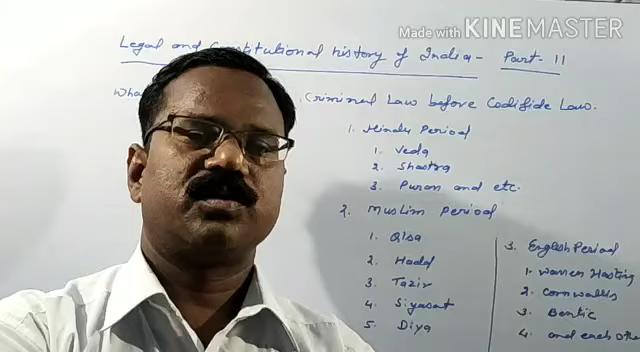 Made with KINEMASTER
Legal and Constitutional history of India - Part - II
Wha
Criminal Law before Codifide Law.
1. Hindu Period
1. Veda
2. Shastra
3. Puran and etc.
2. Muslim Period
1. Qisa
2. Hadd
3. Tazir
4. Siyasat
5. Diya
3. English Period
1. Warren Hasting
2. Cornwallis
3. Bentic
4. and each othe